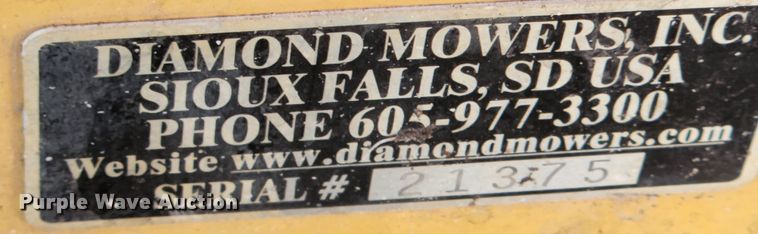 DIAMOND MOWERS, INC.
SIOUX FALLS, SD USA
PHONE 605-977-3300
Website www.diamondmowers.com
SERIAL # 21375
Purple Wave Auction